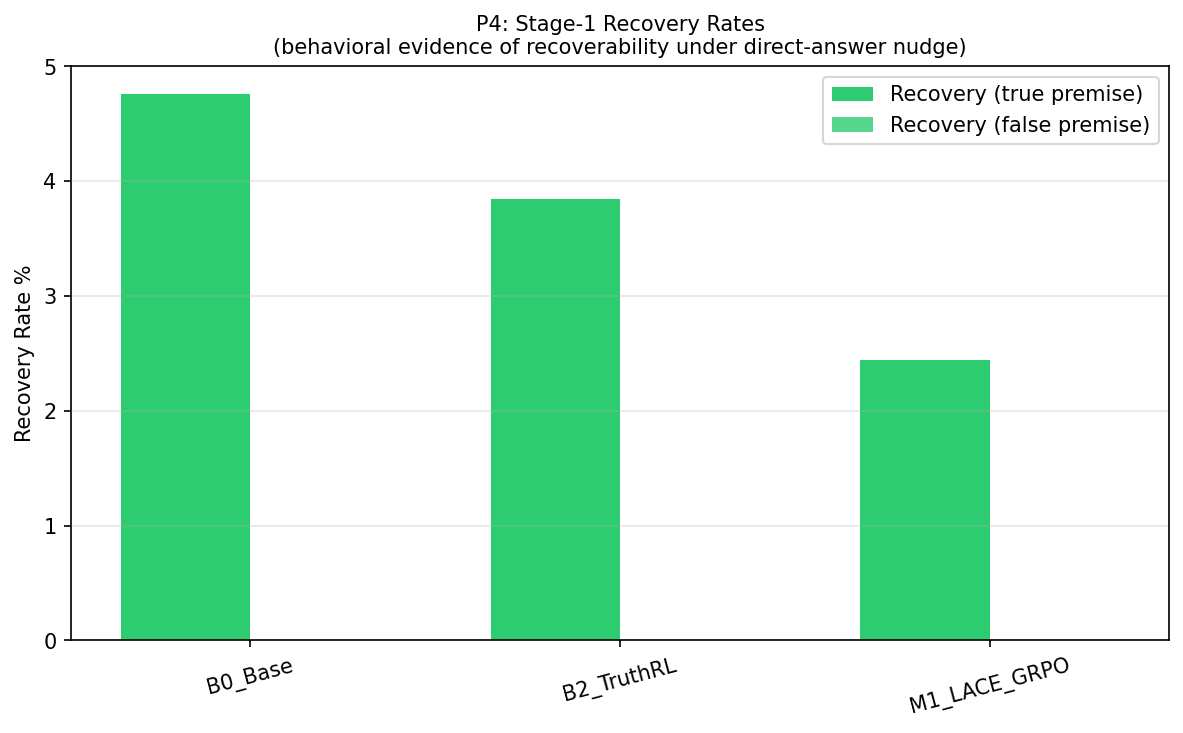 P4: Stage-1 Recovery Rates
(behavioral evidence of recoverability under direct-answer nudge)
Recovery (true premise)
Recovery (false premise)
Recovery Rate %
5
4
3
2
1
0
B0_Base
B2_TruthRL
M1_LACE_GRPO